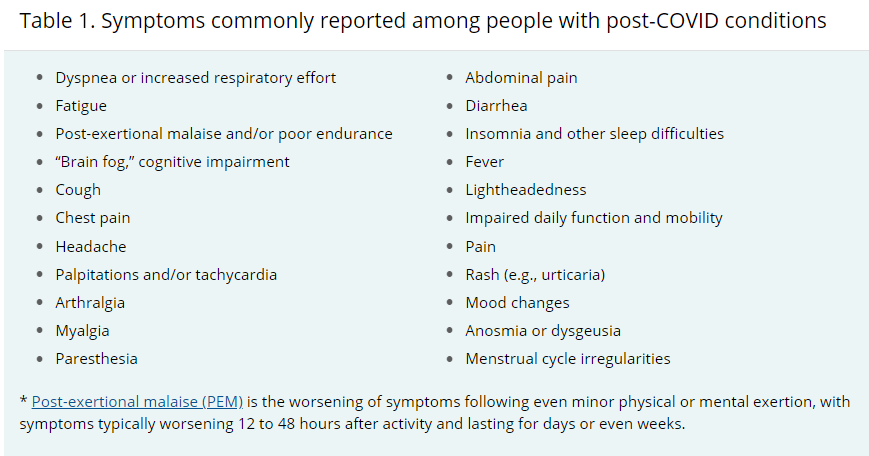 Table 1. Symptoms commonly reported among people with post-COVID conditions
• Dyspnea or increased respiratory effort
• Fatigue
• Post-exertional malaise and/or poor endurance
• “Brain fog,” cognitive impairment
• Cough
• Chest pain
• Headache
• Palpitations and/or tachycardia
• Arthralgia
• Myalgia
• Paresthesia
• Abdominal pain
• Diarrhea
• Insomnia and other sleep difficulties
• Fever
• Lightheadedness
• Impaired daily function and mobility
• Pain
• Rash (e.g., urticaria)
• Mood changes
• Anosmia or dysgeusia
• Menstrual cycle irregularities
* Post-exertional malaise (PEM) is the worsening of symptoms following even minor physical or mental exertion, with
symptoms typically worsening 12 to 48 hours after activity and lasting for days or even weeks.